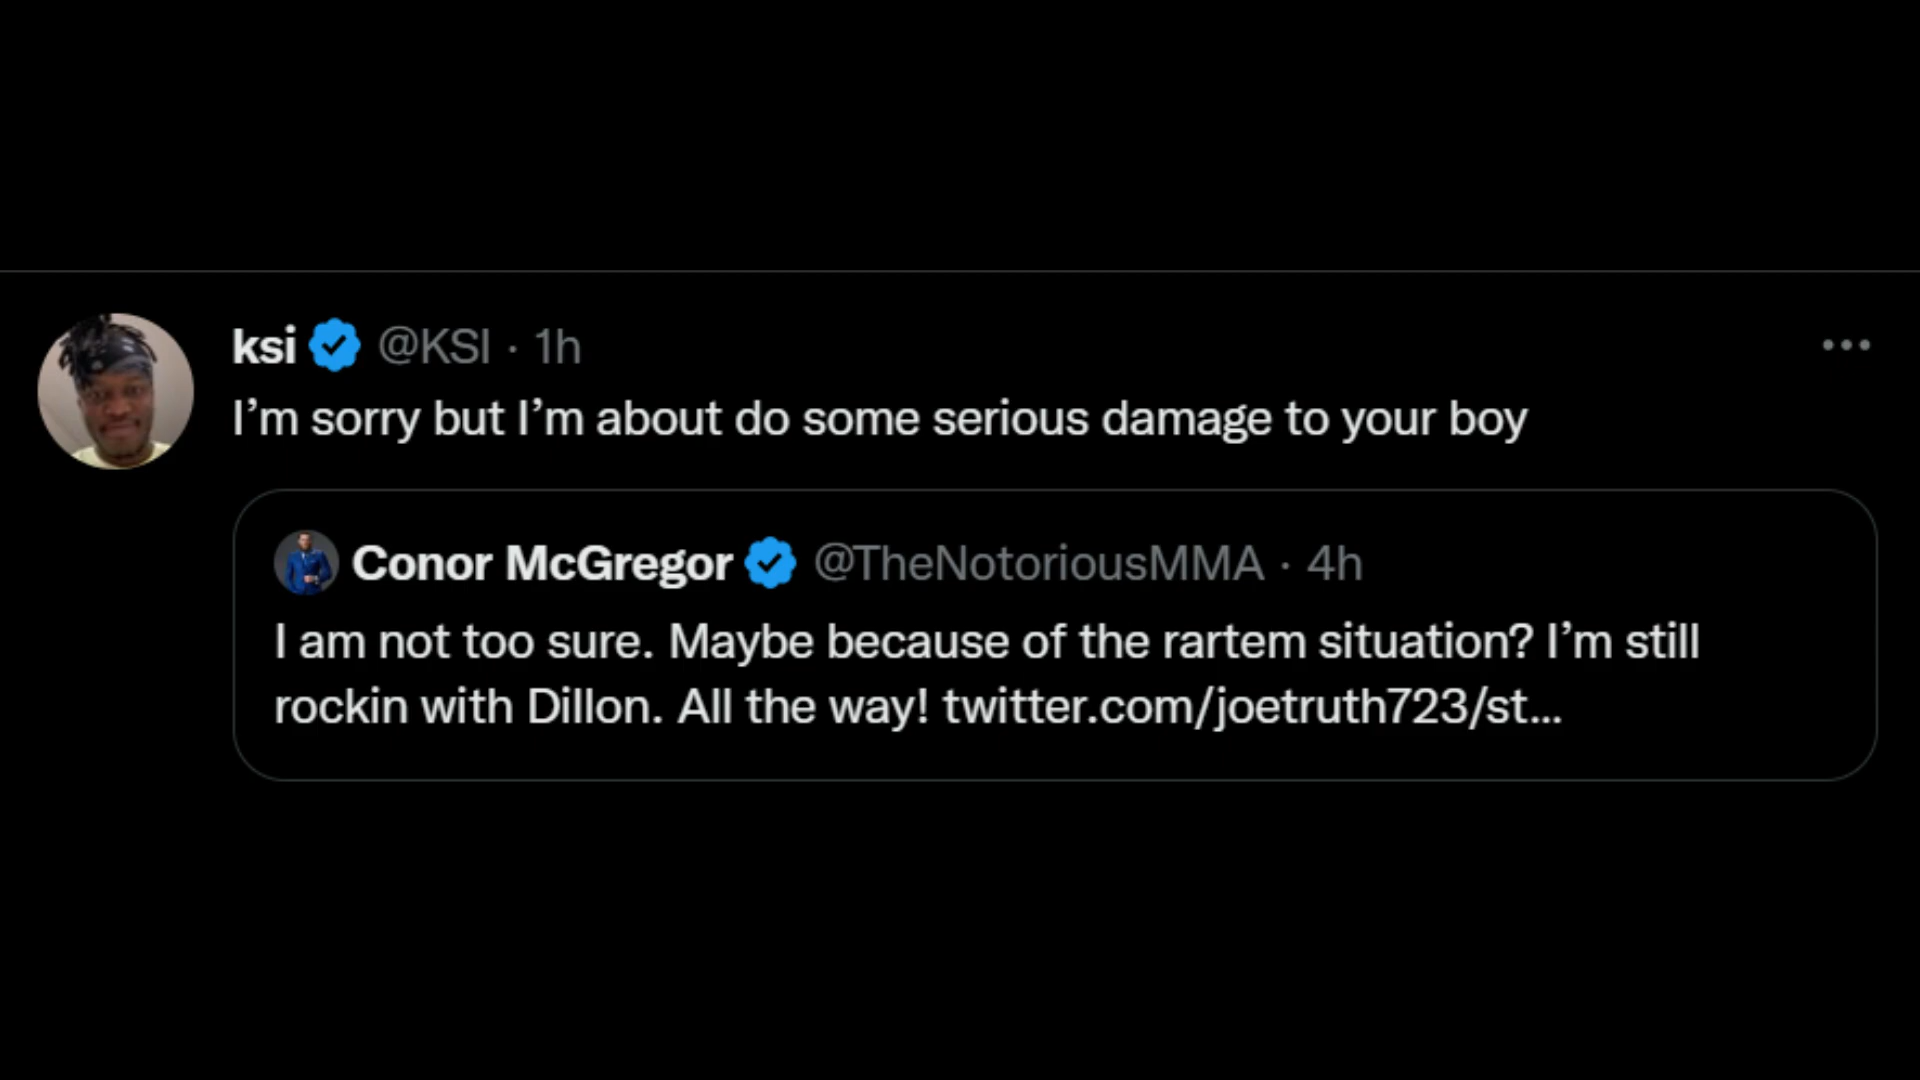 ksi @KSI · 1h
I’m sorry but I’m about do some serious damage to your boy
Conor McGregor @TheNotoriousMMA · 4h
I am not too sure. Maybe because of the rartem situation? I’m still
rockin with Dillon. All the way! twitter.com/joetruth723/st...